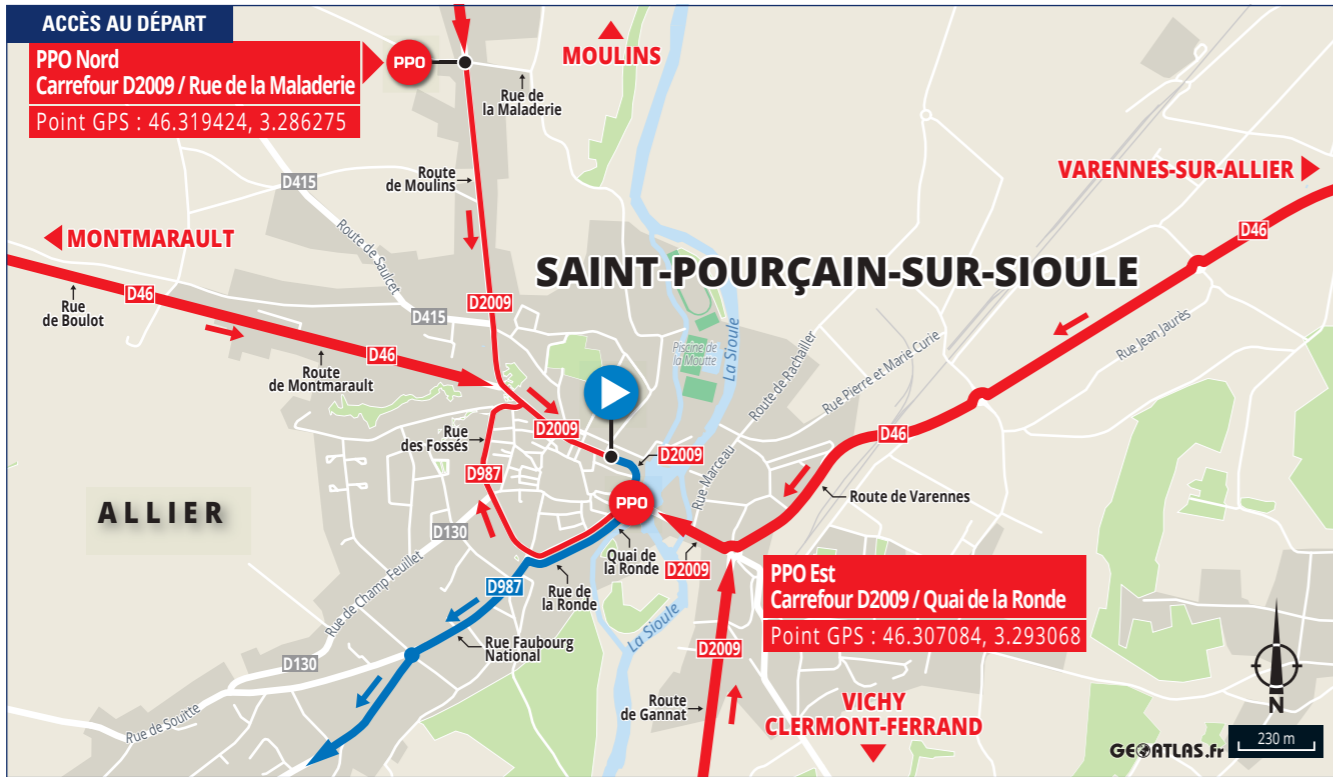 ACCÈS AU DÉPART
PPO Nord
Carrefour D2009 / Rue de la Maladerie
Point GPS : 46.319424, 3.286275
PPO
MOULINS
Rue de
la Maladerie
Route
de Moulins
D415
VARENNES-SUR-ALLIER
MONTMARAULT
Route de Saulcet
D46
SAINT-POURÇAIN-SUR-SIOULE
D46
Rue
de Boulot
D2009
D415
Rue Jean Jaurès
Piscine de
la Moutte
La Sioule
Route de Rachailler
Rue Pierre et Marie Curie
D46
Route
de Montmarault
D2009
D46
Rue
des Fossés
D2009
D987
Rue Marceau
Route de Varennes
PPO
ALLIER
D130
Quai de
la Ronde
D2009
PPO Est
Carrefour D2009 / Quai de la Ronde
Point GPS : 46.307084, 3.293068
Rue de Champ Feuillet
D987
Rue de
la Ronde
La Sioule
Rue Faubourg
National
D2009
D130
Route
de Gannat
VICHY
CLERMONT-FERRAND
Rue de Souitte
N
GEOATLAS.fr
230 m